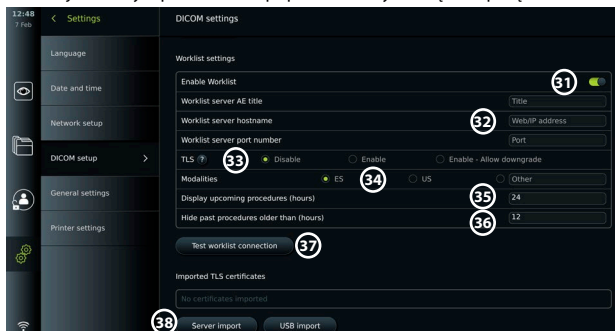 12:48
7 Feb
Settings
DICOM settings
Language
Date and time
Network setup
DICOM setup
General settings
Printer settings
Worklist settings
Enable Worklist
31
Worklist server AE title
Title
Worklist server hostname
32
Web/IP address
Worklist server port number
Port
TLS ?
33
Disable
Enable
Enable - Allow downgrade
Modalities
ES
34
US
Other
Display upcoming procedures (hours)
35
24
Hide past procedures older than (hours)
36
12
Test worklist connection
37
Imported TLS certificates
No certificates imported
38
Server import
USB import